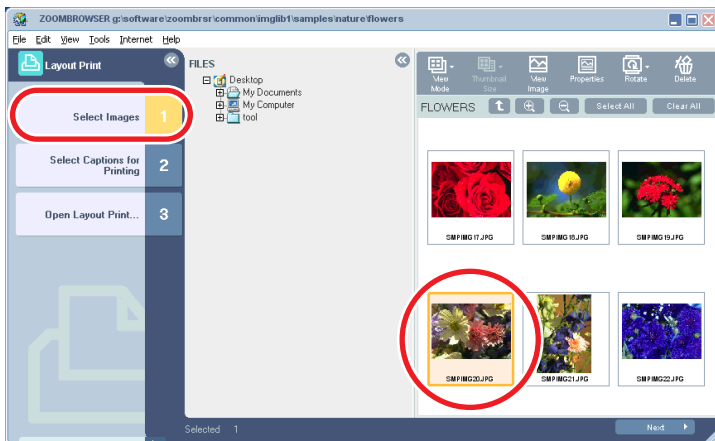 ZOOMBROWSER g:\software\zoombrsr\common\imglib1\samples\nature\flowers
File Edit View Tools Internet Help
Layout Print
Select Images 1
Select Captions for
Printing 2
Open Layout Print... 3
FILES
Desktop
My Documents
My Computer
tool
View
Mode
Thumbnail
Size
View
Image
Properties
Rotate
Delete
FLOWERS Select All Clear All
SMPIMG17.JPG SMPIMG18.JPG SMPIMG19.JPG
SMPIMG20.JPG SMPIMG21.JPG SMPIMG22.JPG
Selected 1
Next